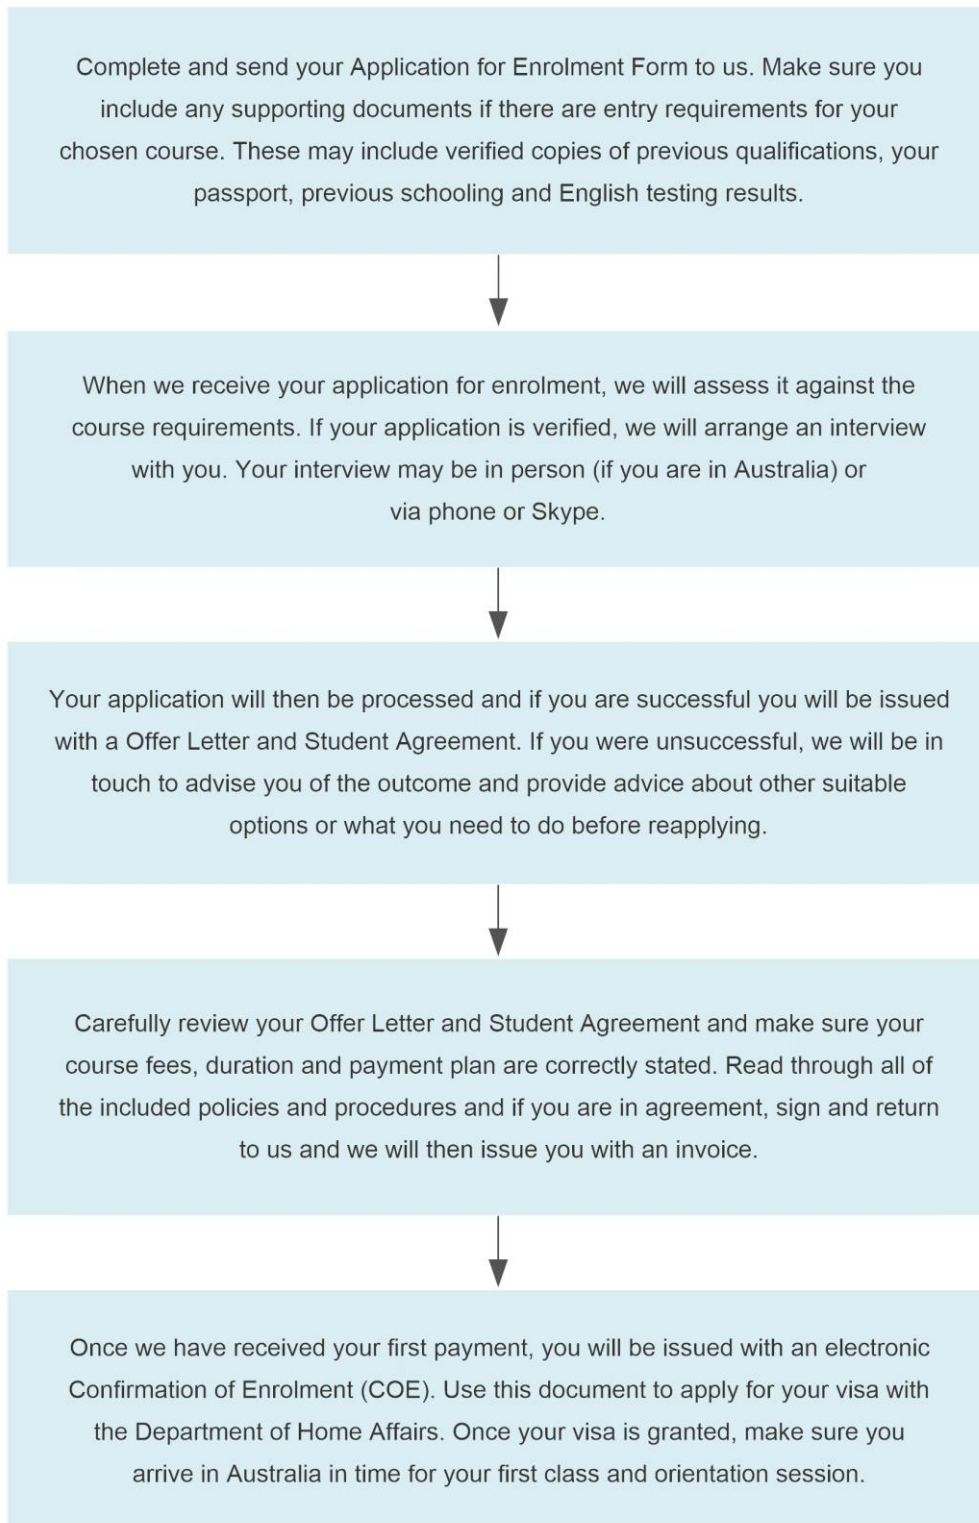 Complete and send your Application for Enrolment Form to us. Make sure you
include any supporting documents if there are entry requirements for your
chosen course. These may include verified copies of previous qualifications, your
passport, previous schooling and English testing results.
When we receive your application for enrolment, we will assess it against the
course requirements. If your application is verified, we will arrange an interview
with you. Your interview may be in person (if you are in Australia) or
via phone or Skype.
Your application will then be processed and if you are successful you will be issued
with a Offer Letter and Student Agreement. If you were unsuccessful, we will be in
touch to advise you of the outcome and provide advice about other suitable
options or what you need to do before reapplying.
Carefully review your Offer Letter and Student Agreement and make sure your
course fees, duration and payment plan are correctly stated. Read through all of
the included policies and procedures and if you are in agreement, sign and return
to us and we will then issue you with an invoice.
Once we have received your first payment, you will be issued with an electronic
Confirmation of Enrolment (COE). Use this document to apply for your visa with
the Department of Home Affairs. Once your visa is granted, make sure you
arrive in Australia in time for your first class and orientation session.